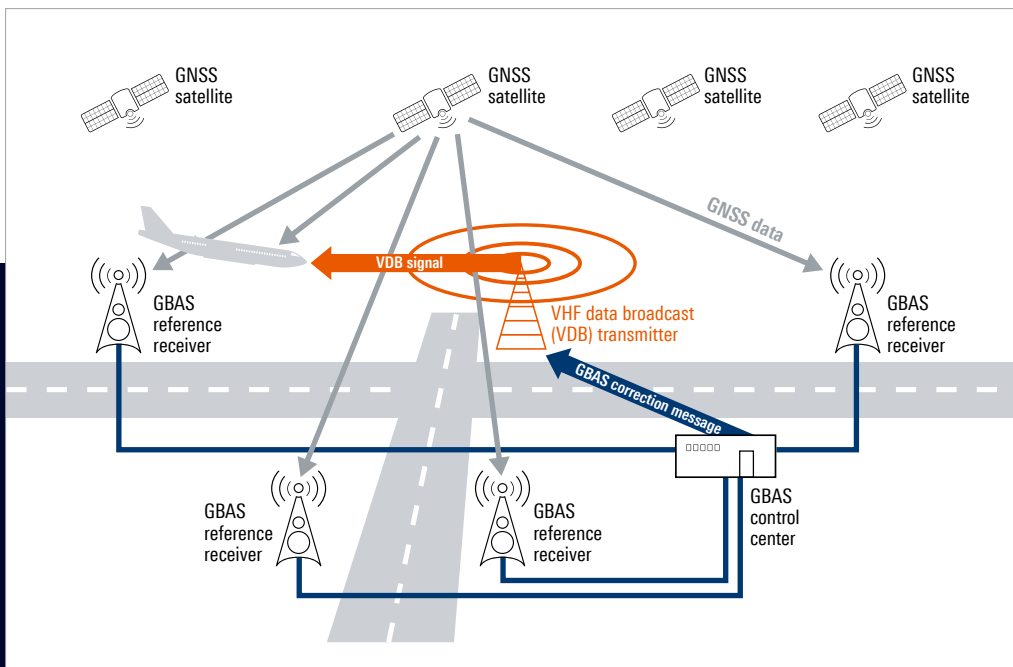 GNSS
satellite
GNSS
satellite
GNSS
satellite
GNSS
satellite
GNSS data
VDB signal
GBAS
reference
receiver
VHF data broadcast
(VDB) transmitter
GBAS
reference
receiver
GBAS correction message
GBAS
reference
receiver
GBAS
reference
receiver
GBAS
control
center